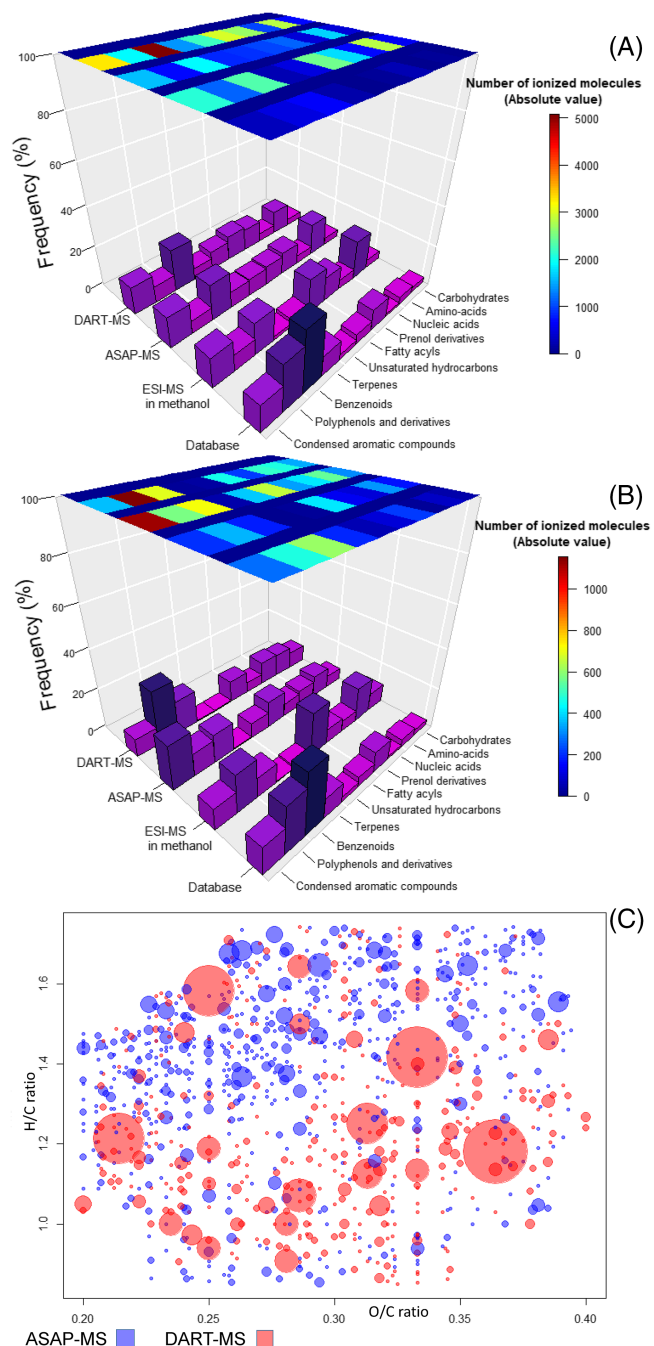 (A)
Number of ionized molecules
(Absolute value)
5000
4000
3000
2000
1000
0
Frequency (%)
100
80
60
40
20
0
DART-MS
ASAP-MS
ESI-MS
in methanol
Database
Carbohydrates
Amino-acids
Nucleic acids
Prenol derivatives
Fatty acyls
Unsaturated hydrocarbons
Terpenes
Benzenoids
Polyphenols and derivatives
Condensed aromatic compounds
(B)
Number of ionized molecules
(Absolute value)
1000
800
600
400
200
0
Frequency (%)
100
80
60
40
20
0
DART-MS
ASAP-MS
ESI-MS
in methanol
Database
Carbohydrates
Amino-acids
Nucleic acids
Prenol derivatives
Fatty acyls
Unsaturated hydrocarbons
Terpenes
Benzenoids
Polyphenols and derivatives
Condensed aromatic compounds
(C)
H/C ratio
1.6
1.4
1.2
1.0
O/C ratio
0.20 0.25 0.30 0.35 0.40
ASAP-MS DART-MS